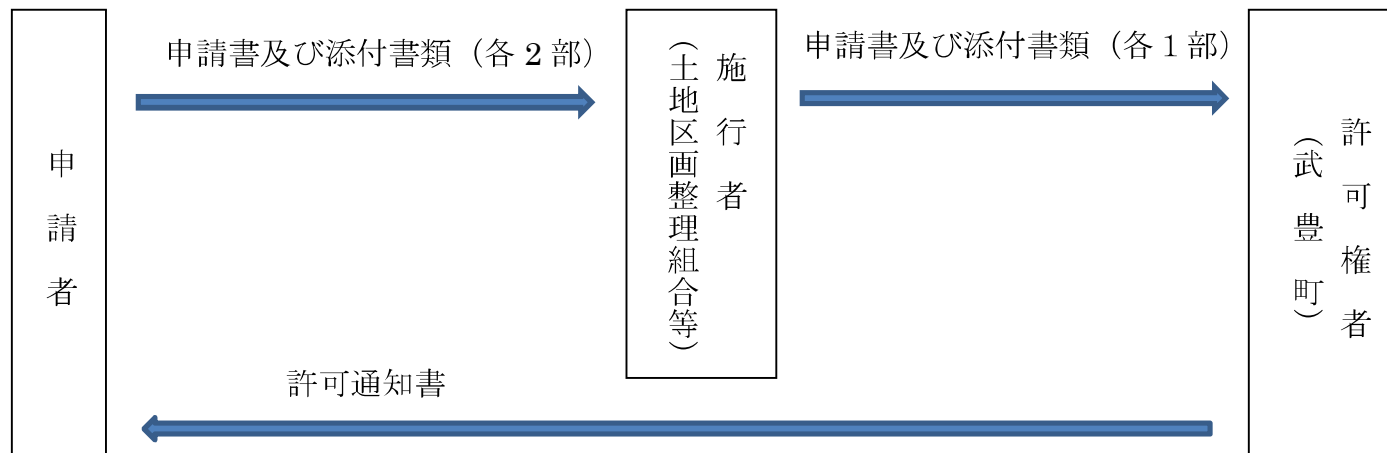 申請者
申請書及び添付書類（各2部）
施行者
（土地区画整理組合等）
申請書及び添付書類（各1部）
許可権者
（武豊町）
許可通知書